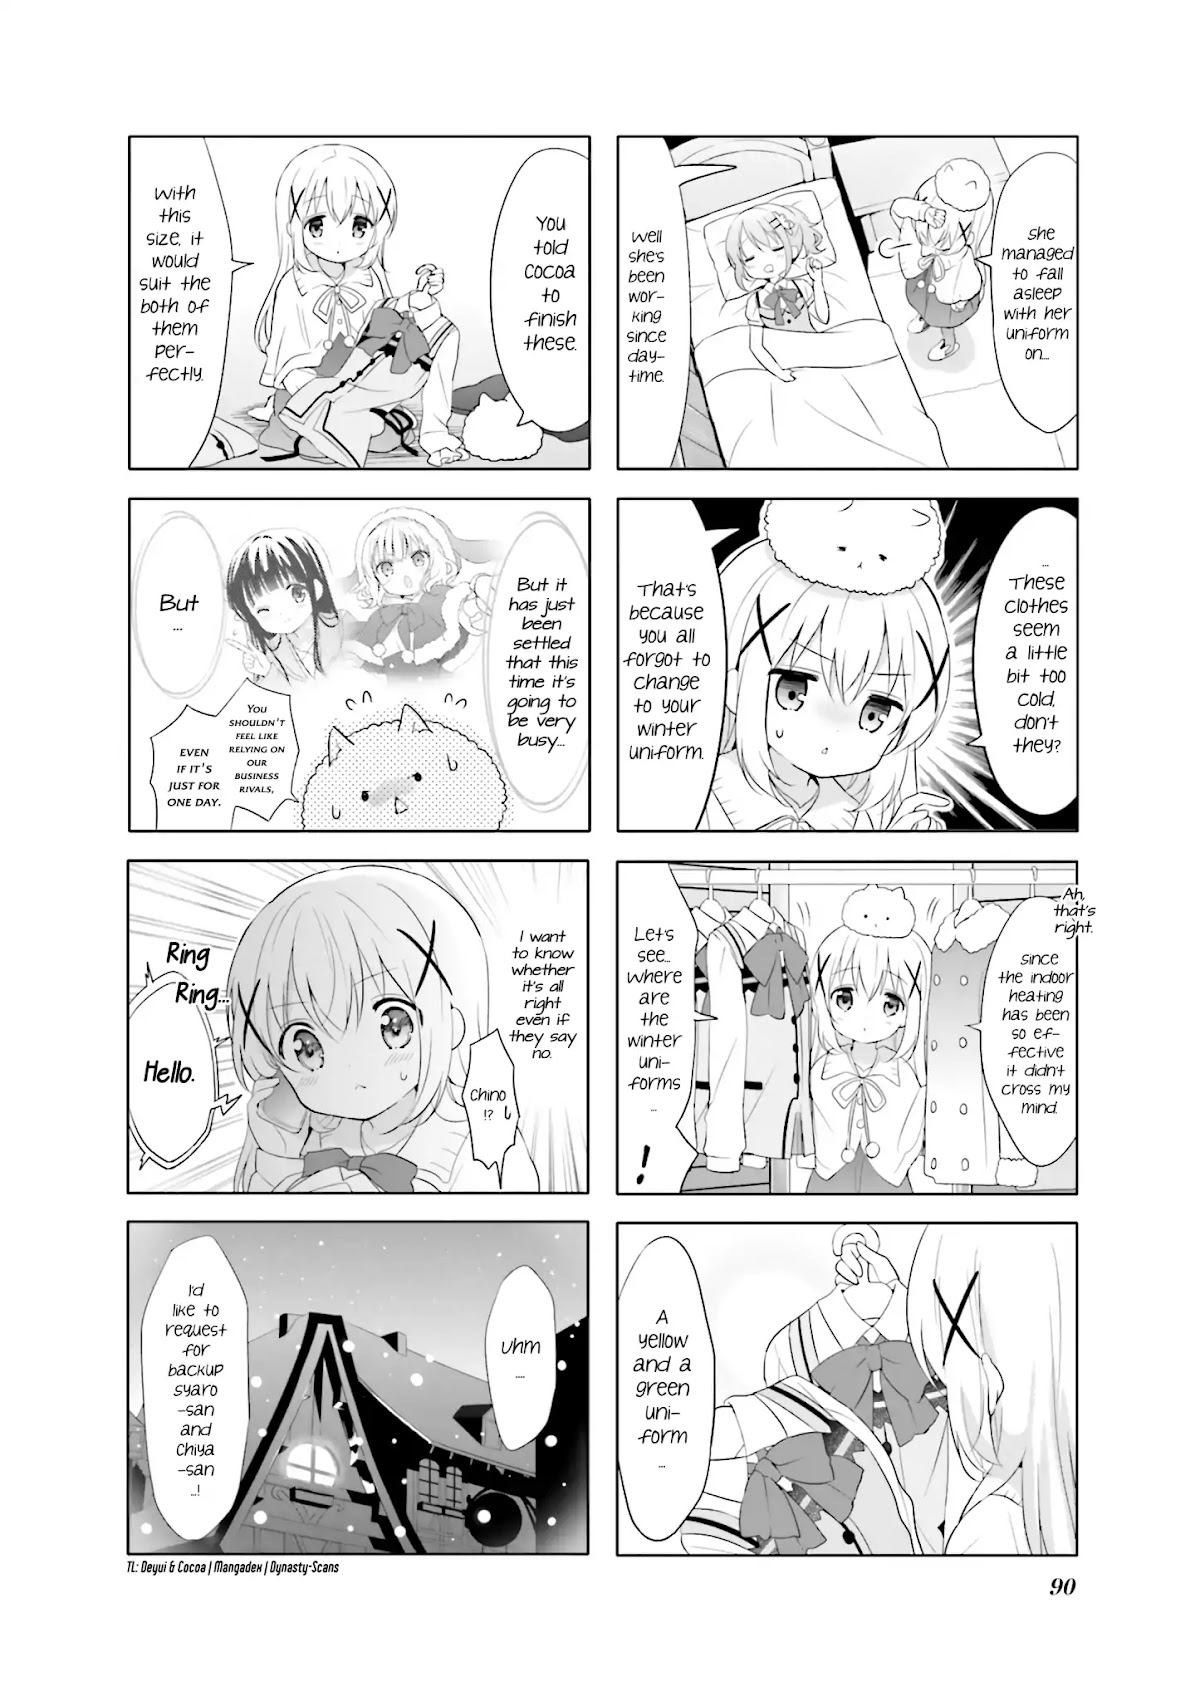 She
managed
to fall
asleep
with her
uniform
on...
Well
she's
been
wor-
king
since
day-
time.
...
These
clothes
seem
a little
bit too
cold,
don't
they?
That's
because
you all
forgot to
change
to your
winter
uniform.
Ah,
that's
right.
Since
the indoor
heating
has been
so ef-
fective
it didn't
cross my
mind.
Let's
see...
Where
are
the
winter
uni-
forms
...
!
A
yellow
and a
green
uni-
form
...
You
told
Cocoa
to
finish
these.
With
this
size, it
would
suit the
both of
them
per-
fectly.
But it
has just
been
settled
that this
time it's
going to
be very
busy...
But
...
You
shouldn't
feel like
relying on
our
business
rivals,
even
if it's
just for
one day.
I want
to know
whether
it's all
right
even if
they say
no.
Chino
!?
Ring
Ring...
Hello.
Uhm
....
I'd
like to
request
for
backup
Syaro
-san
and
Chiya
-san
...!
TL: Deyui & Cocoa | Mangadex | Dynasty-Scans
90